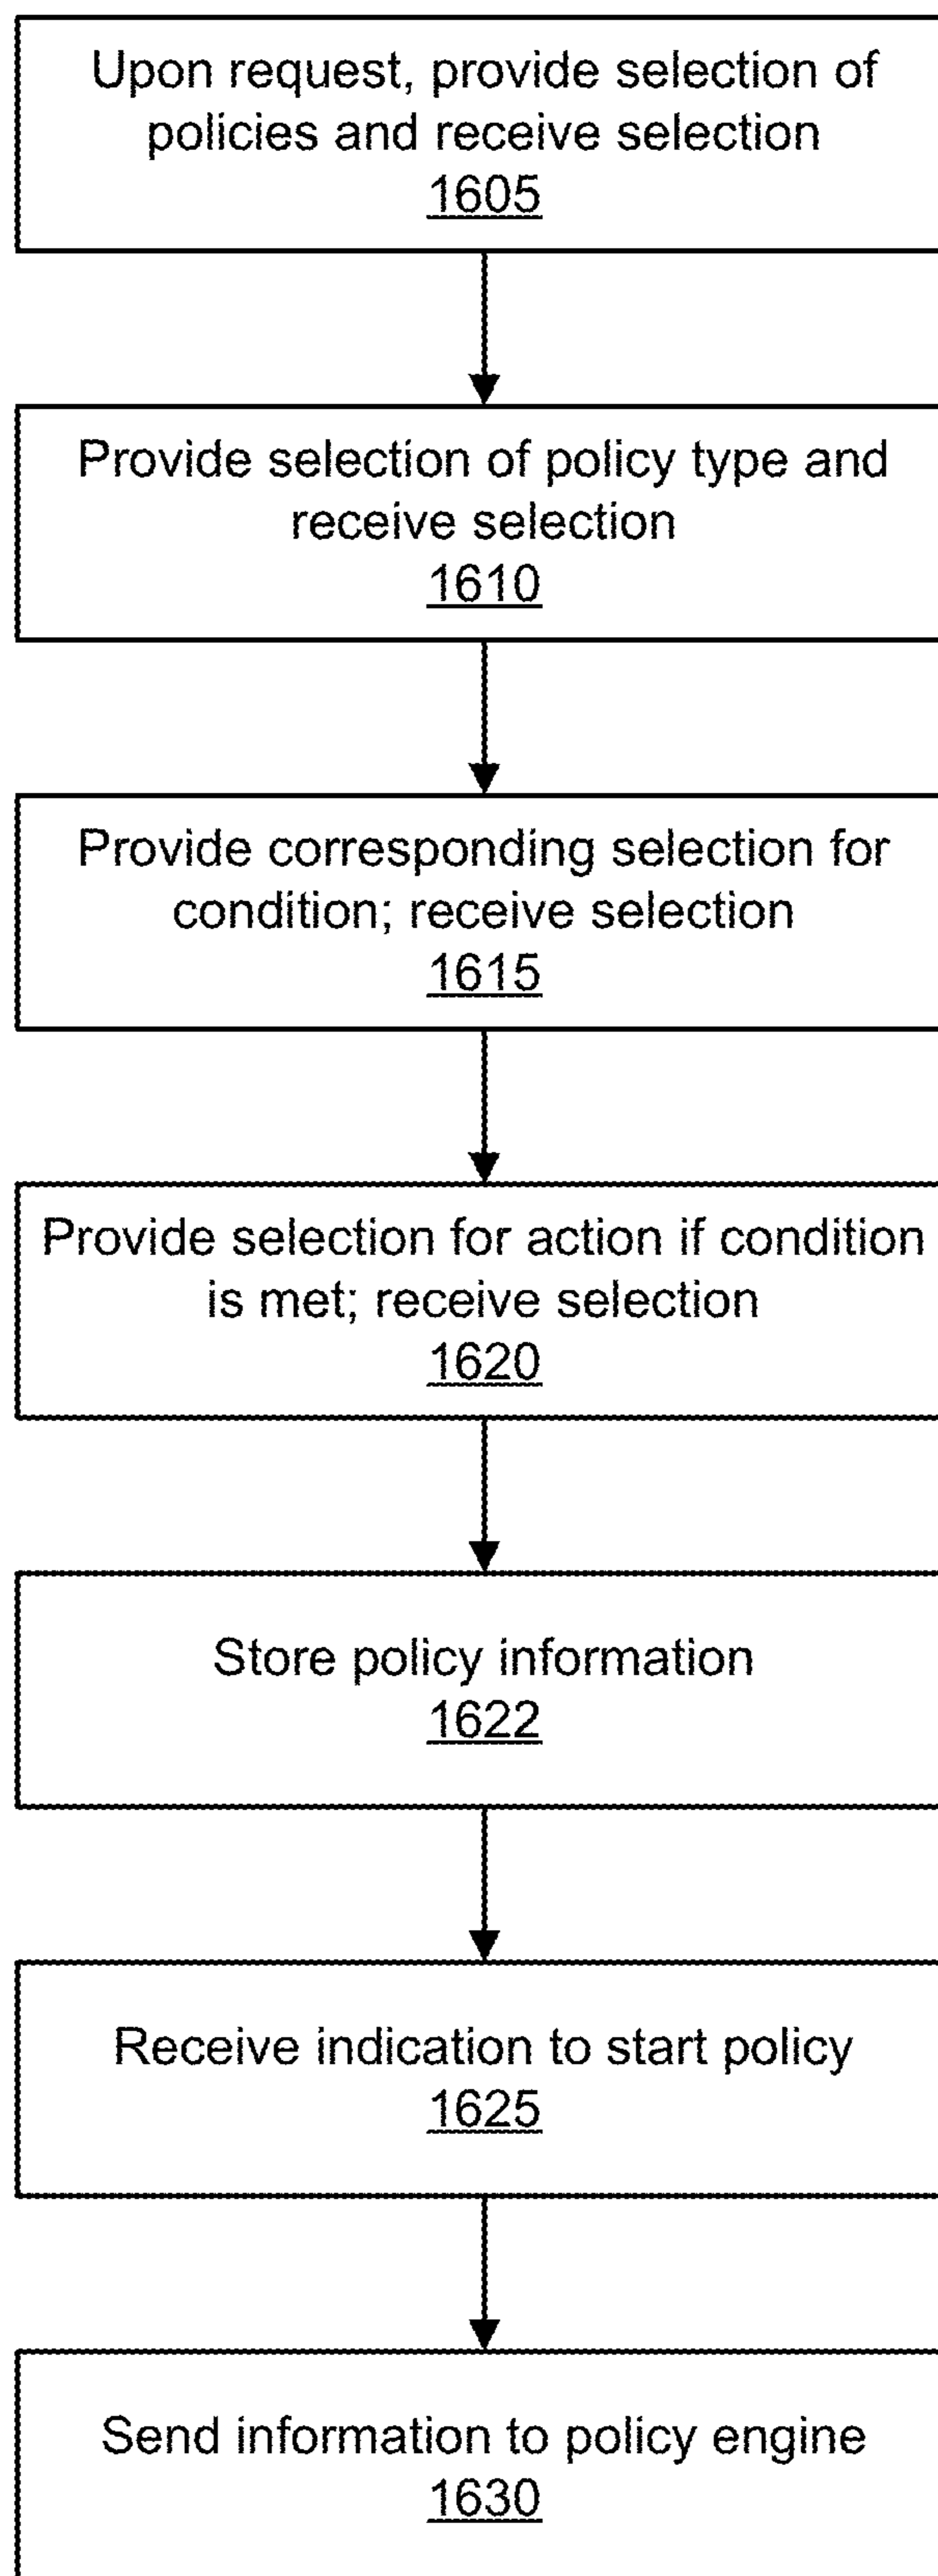 Upon request, provide selection of
policies and receive selection
1605
Provide selection of policy type and
receive selection
1610
Provide corresponding selection for
condition; receive selection
1615
Provide selection for action if condition
is met; receive selection
1620
Store policy information
1622
Receive indication to start policy
1625
Send information to policy engine
1630